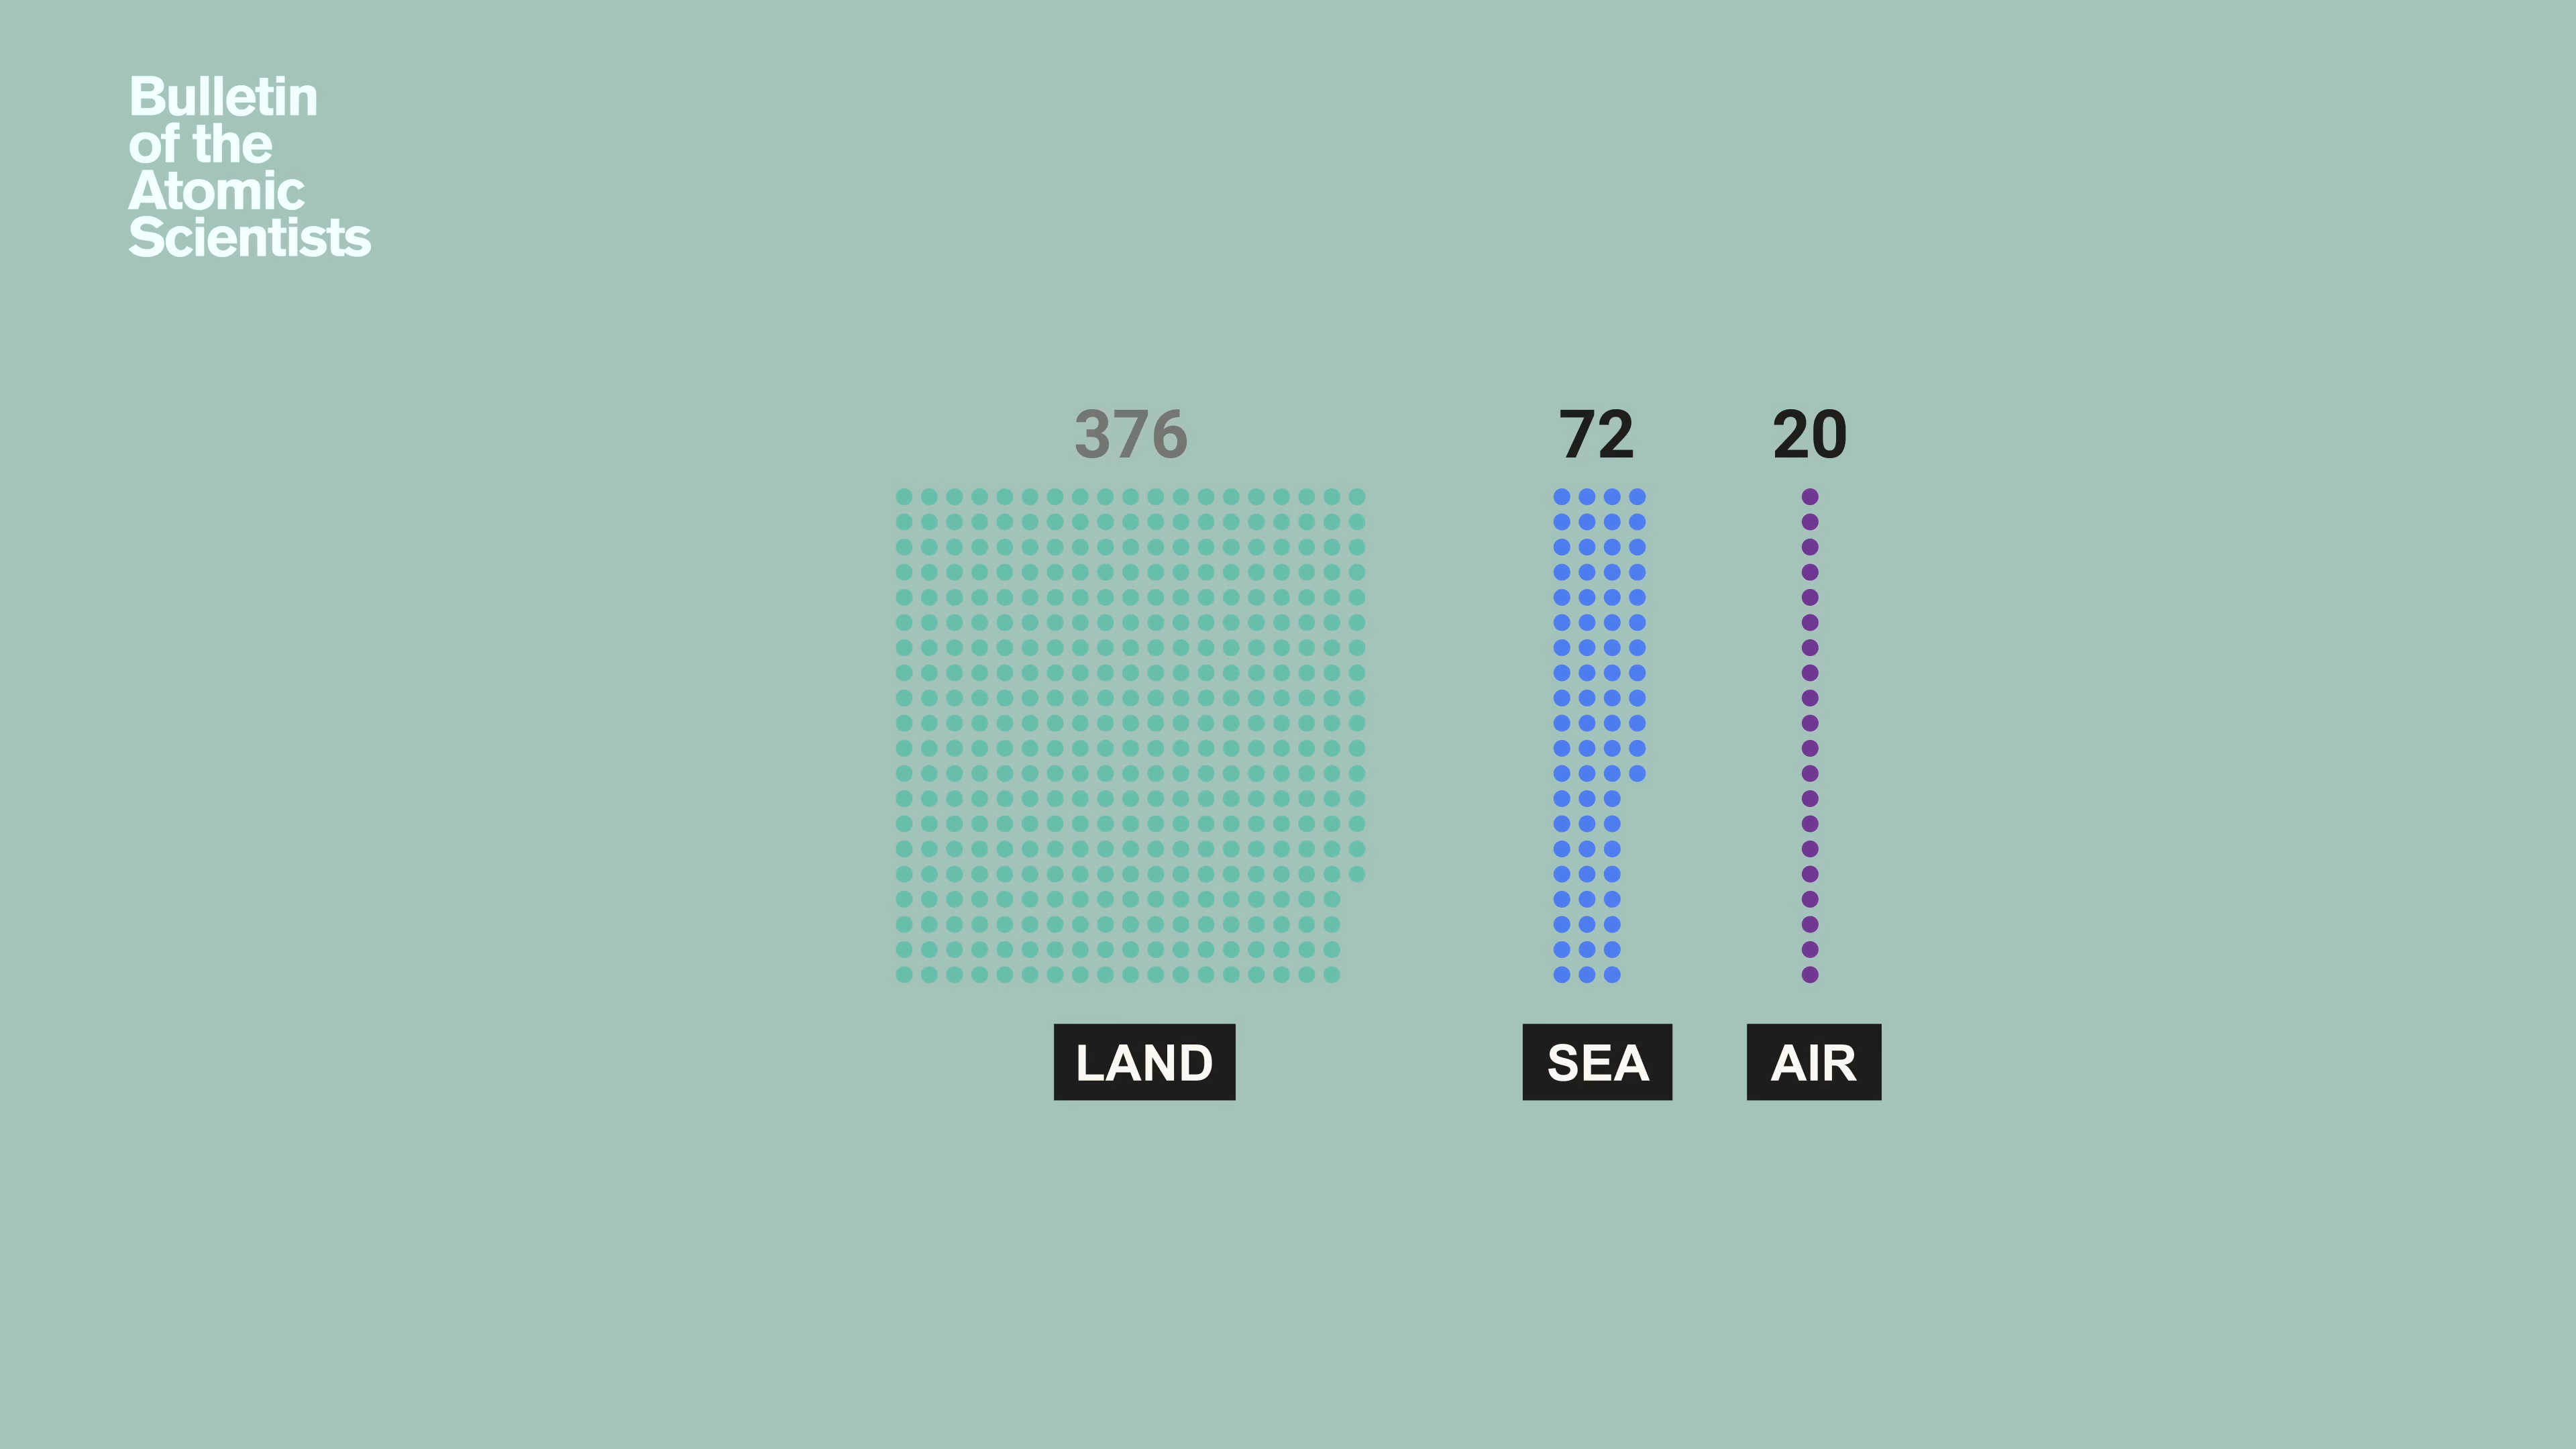 Bulletin
of the
Atomic
Scientists
376 72 20
LAND SEA AIR